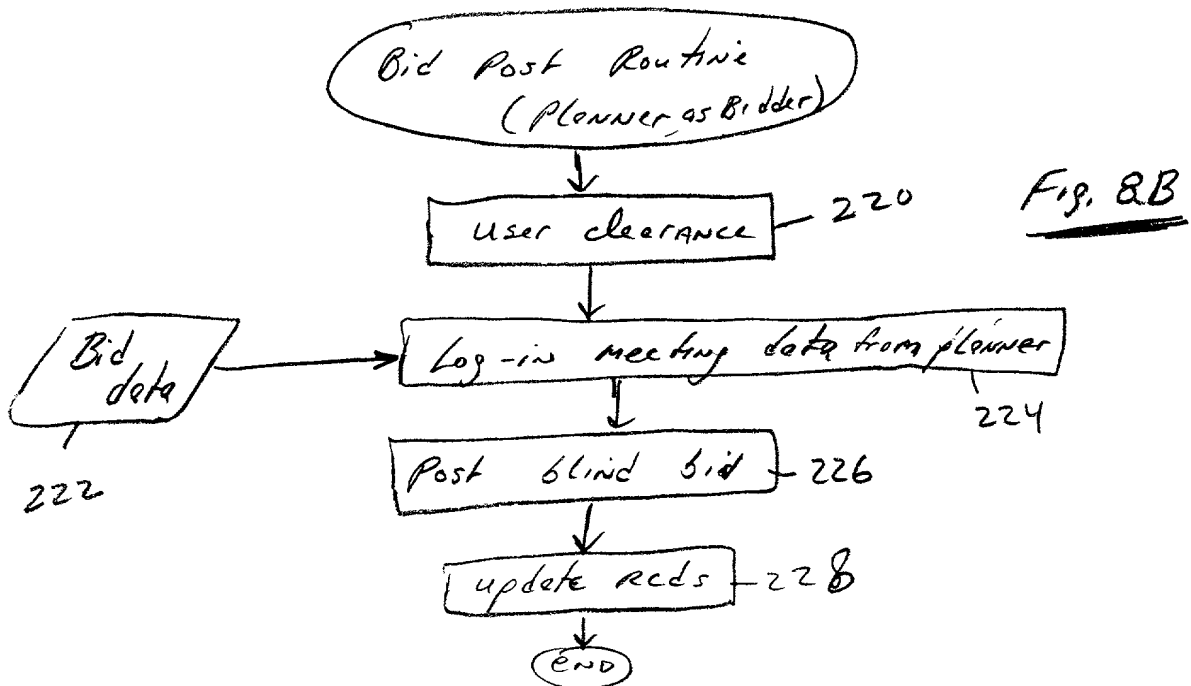 Bid Post Routine
(Planner as Bidder)
User clearance
220
Fig. 8B
Bid
data
222
Log-in meeting data from planner
224
Post blind bid
226
update rcds
228
end